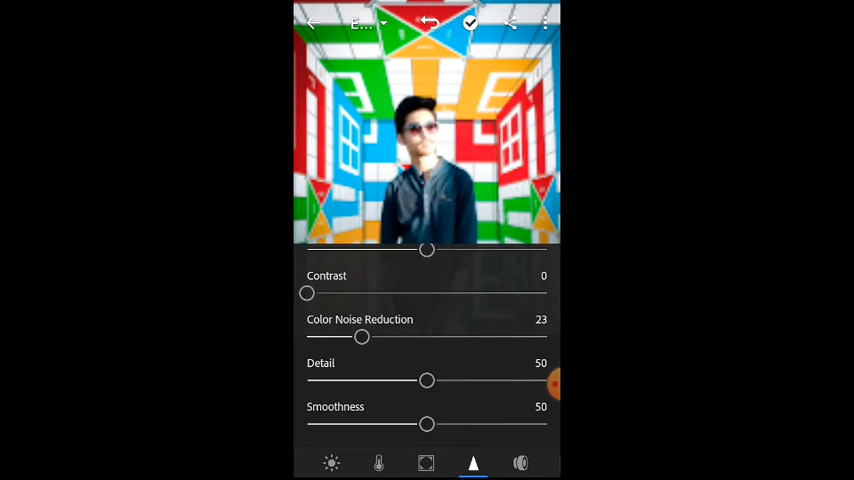 E...
Contrast 0
Color Noise Reduction 23
Detail 50
Smoothness 50